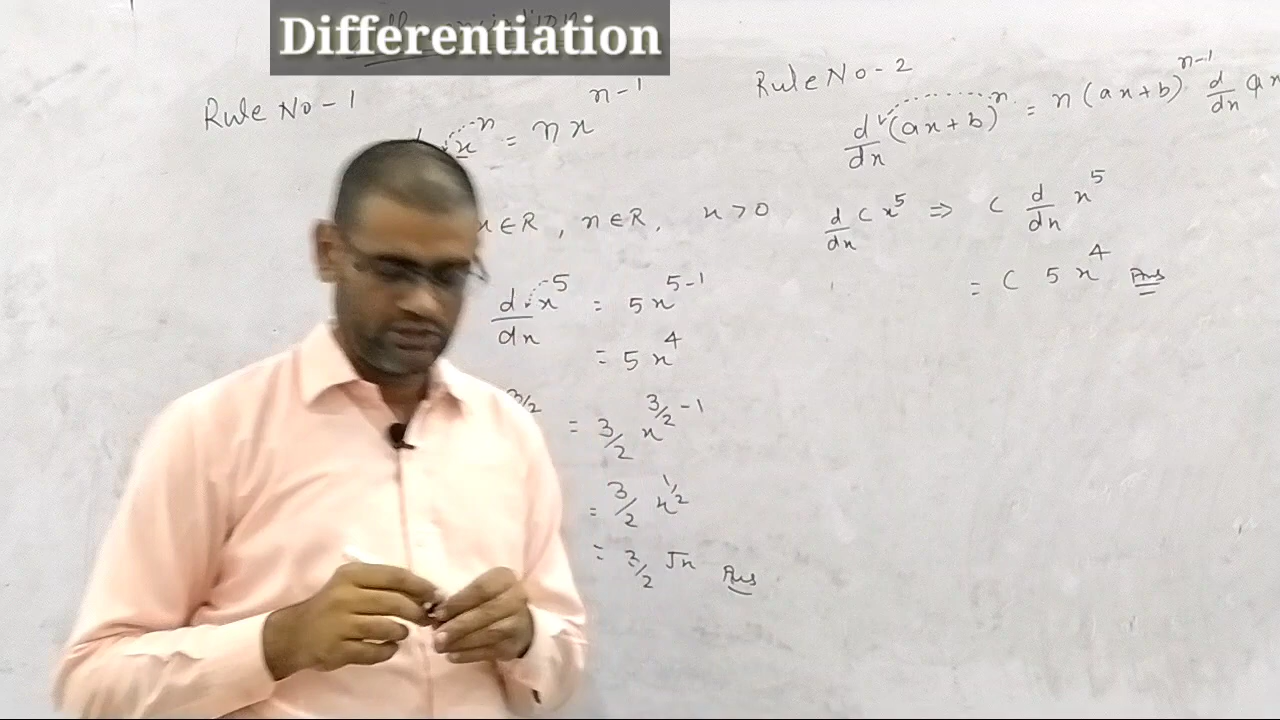 Differentiation
Rule No-1
x^n = n x^{n-1}
x ∈ R, n ∈ R, x > 0
d/dx x^5 = 5x^{5-1}
= 5x^4
3/2 = 3/2 x^{3/2-1}
= 3/2 x^{1/2}
= 3/2 √x Ans
Rule No-2
d/dx (ax+b)^n = n(ax+b)^{n-1} d/dx
d/dx C x^5 ⇒ C d/dx x^5
= C 5 x^4 Ans